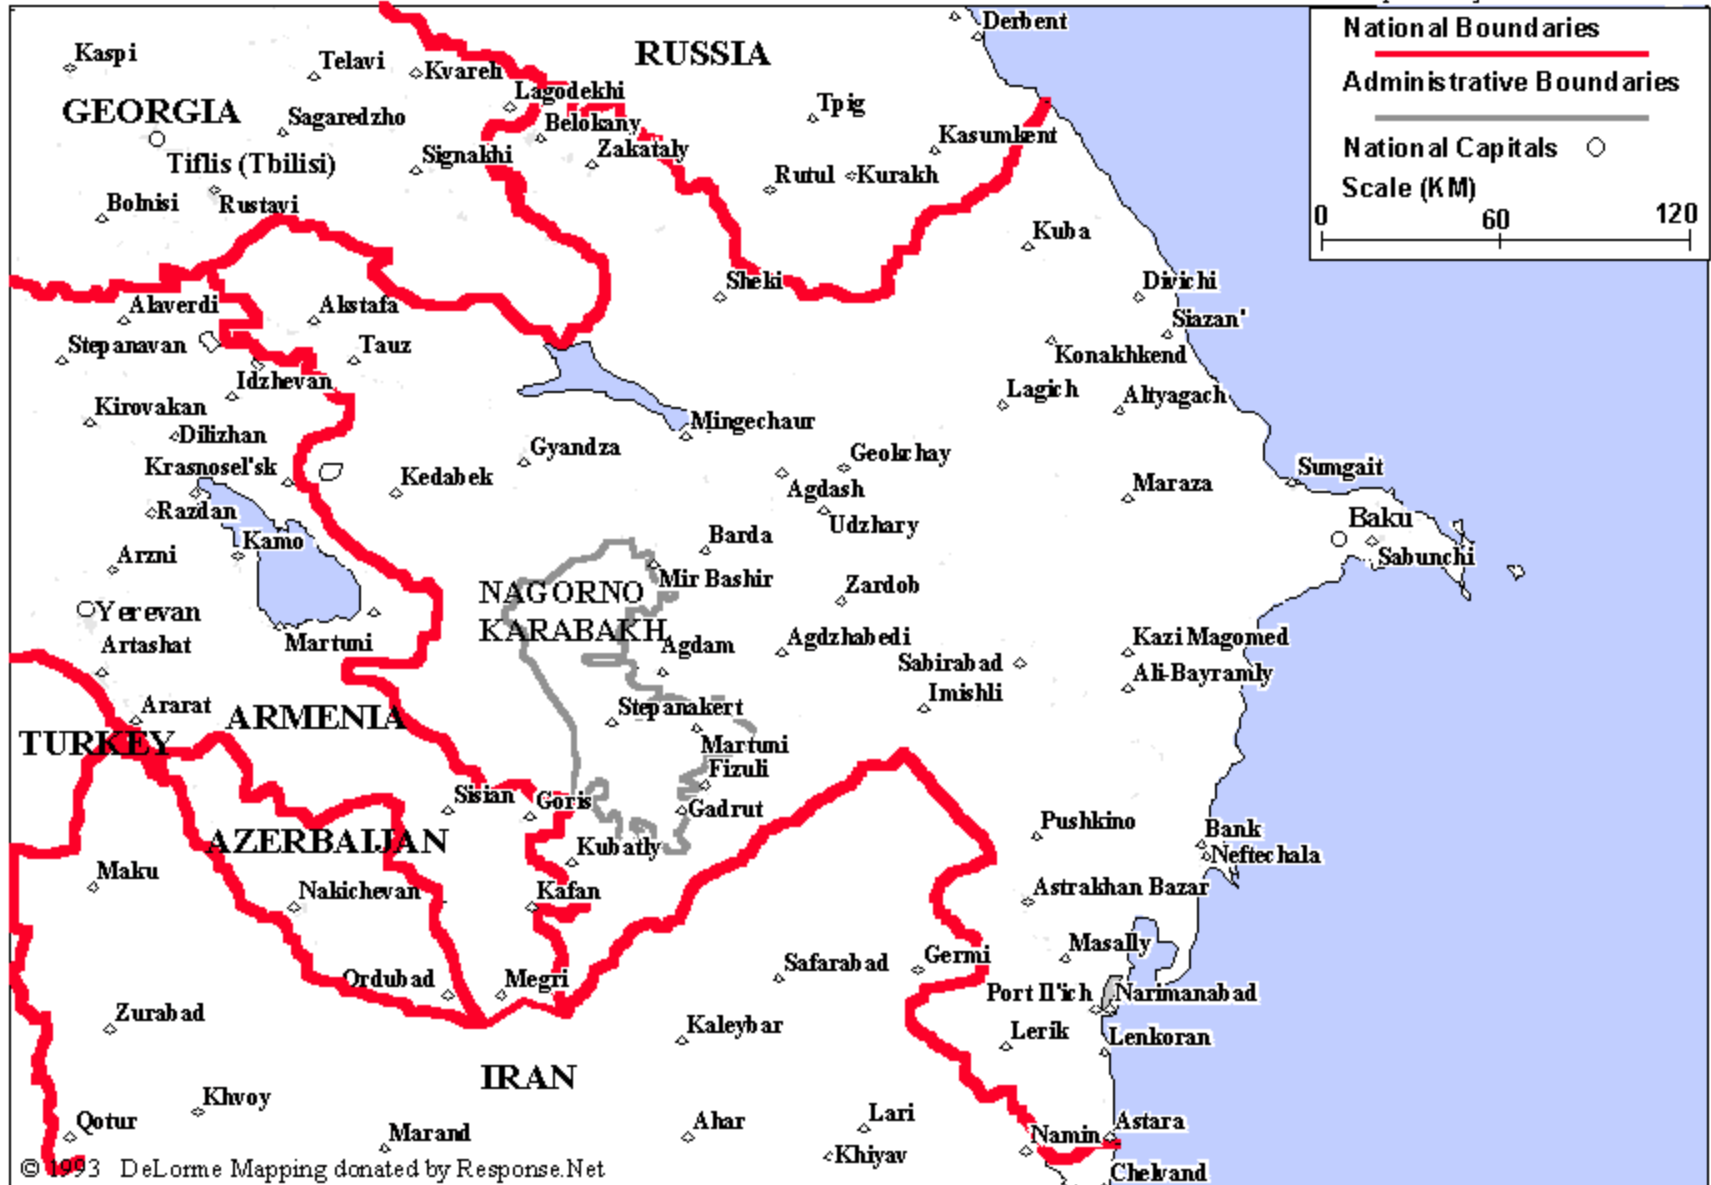 Derbent
National Boundaries
Kaspi
Telavi
Kvareli
RUSSIA
Administrative Boundaries
Lagodekhi
GEORGIA
Sagaredzho
Belokany
Tpig
Kasumkent
National Capitals
Tiflis (Tbilisi)
Signakhi
Zakataly
Rutul
Kurakh
Scale (KM)
Bolnisi
Rustavi
0
60
120
Kuba
Sheki
Divichi
Alaverdi
Akstafa
Siazan'
Stepanavan
Tauz
Konakhkend
Idzhevan
Lagich
Altyagach
Kirovakan
Dilizhan
Mingechaur
Gyandza
Geokchay
Krasnosel'sk
Kedabek
Agdash
Maraza
Sumgait
Razdan
Udzhary
Baku
Kamo
Barda
Sabunchi
Arzni
Mir Bashir
NAGORNO
KARABAKH
Zardob
Yerevan
Martuni
Artashat
Agdam
Agdzhabedi
Sabirabad
Kazi Magomed
Ali-Bayramly
Imishli
Ararat
ARMENIA
Stepanakert
TURKEY
Martuni
Fizuli
Sisian
Goris
Gadrut
Pushkino
Bank
AZERBAIJAN
Kubatly
Neftechala
Maku
Nakichevan
Kafan
Astrakhan Bazar
Masally
Ordubad
Megri
Safarabad
Germi
Port Il'ich
Narimanabad
Zurabad
Kaleybar
Lerik
Lenkoran
IRAN
Khvoy
Qotur
Marand
Ahar
Lari
Astara
Namin
Khiyav
Chelvand
© 1993 DeLorme Mapping donated by Response.Net